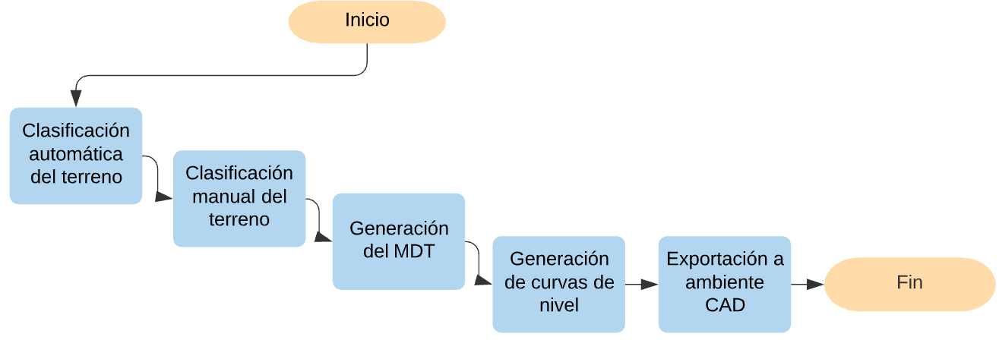 Inicio
Clasificación
automática
del terreno
Clasificación
manual del
terreno
Generación
del MDT
Generación
de curvas de
nivel
Exportación a
ambiente
CAD
Fin